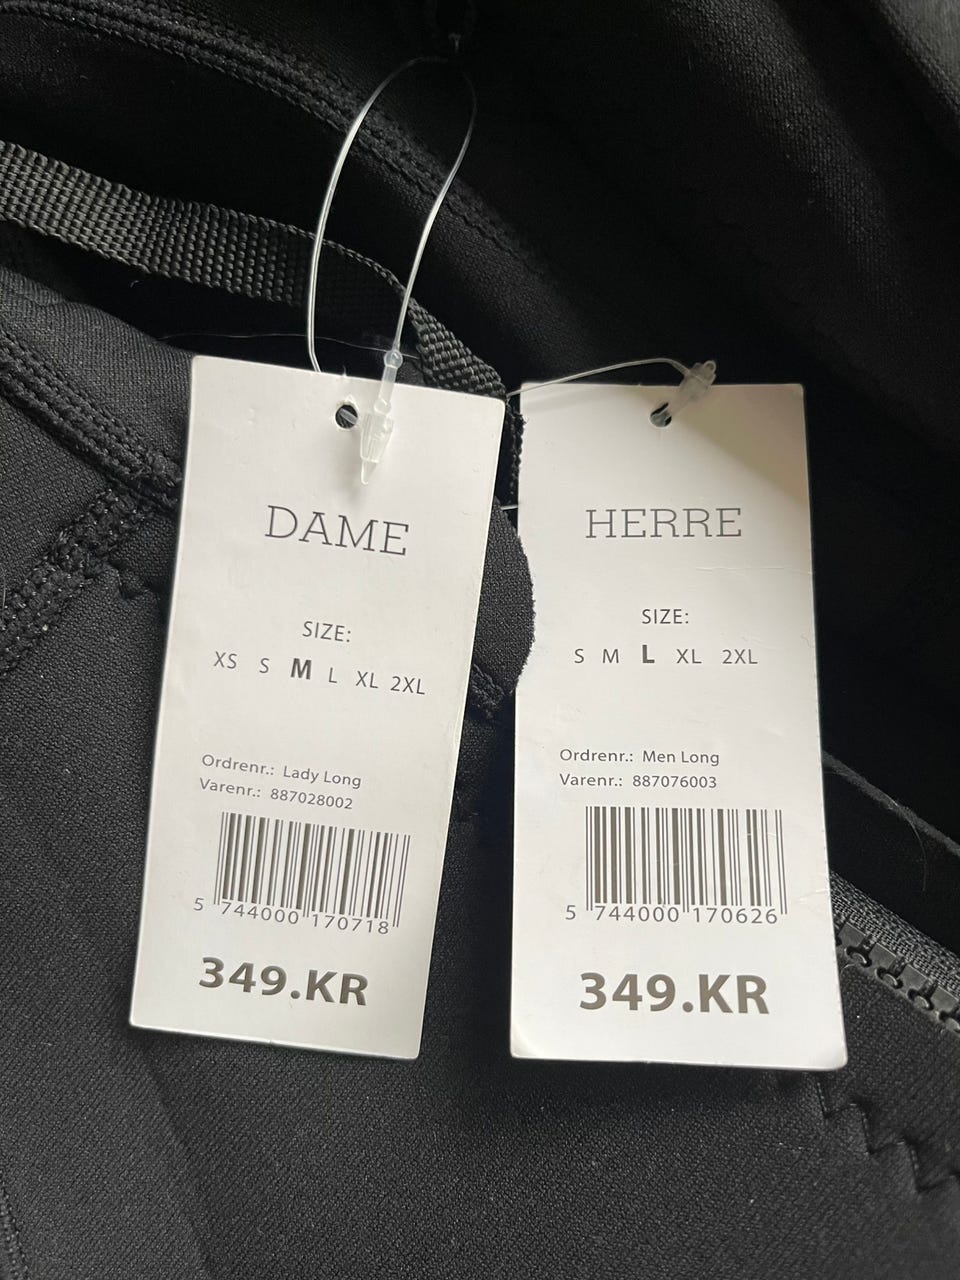 DAME
SIZE:
XS S M L XL 2XL
Ordrenr.: Lady Long
Varenr.: 887028002
5 744000 170718
349.KR
HERRE
SIZE:
S M L XL 2XL
Ordrenr.: Men Long
Varenr.: 887076003
5 744000 170626
349.KR